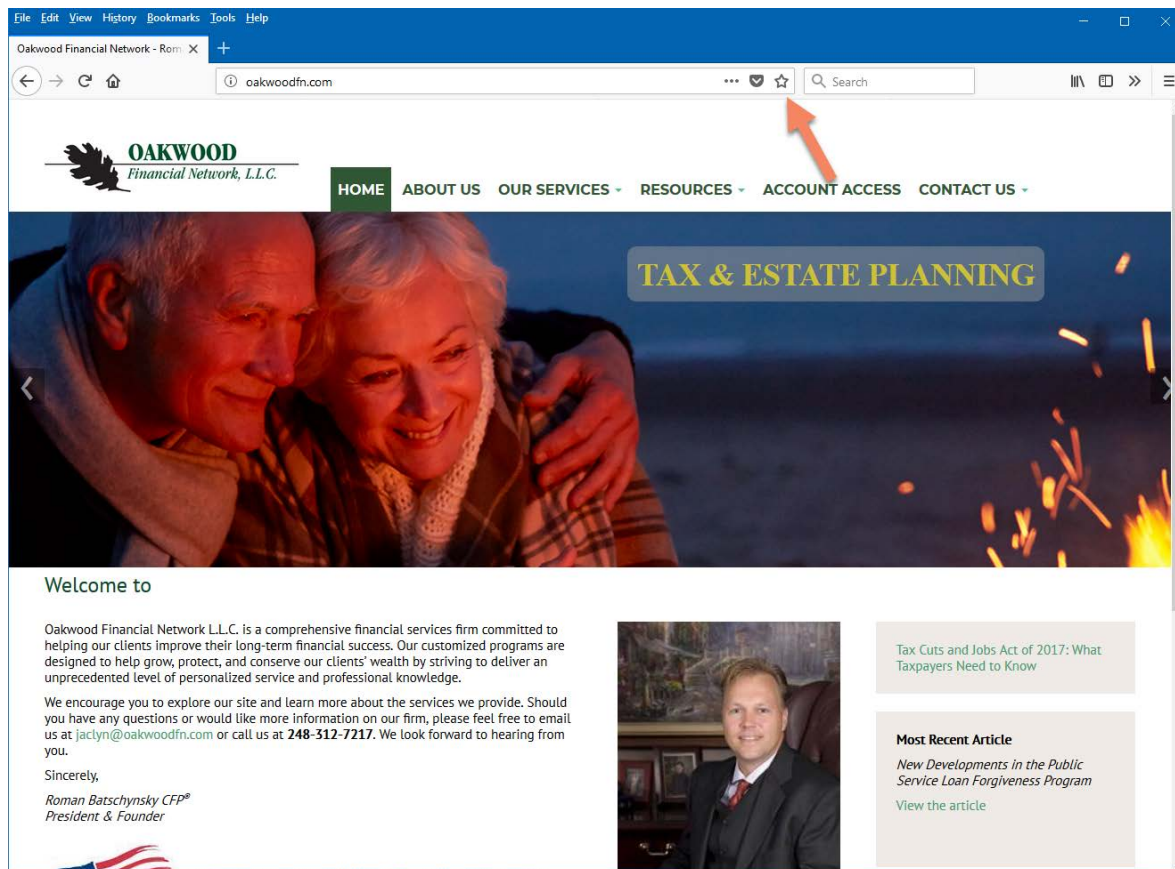 File Edit View History Bookmarks Tools Help
Oakwood Financial Network - Rom
oakwoodfn.com
Search
OAKWOOD
Financial Network, L.L.C.
HOME ABOUT US OUR SERVICES RESOURCES ACCOUNT ACCESS CONTACT US
TAX & ESTATE PLANNING
Welcome to
Oakwood Financial Network L.L.C. is a comprehensive financial services firm committed to
helping our clients improve their long-term financial success. Our customized programs are
designed to help grow, protect, and conserve our clients' wealth by striving to deliver an
unprecedented level of personalized service and professional knowledge.
We encourage you to explore our site and learn more about the services we provide. Should
you have any questions or would like more information on our firm, please feel free to email
us at jaclyn@oakwoodfn.com or call us at 248-312-7217. We look forward to hearing from
you.
Sincerely,
Roman Batschynsky CFP®
President & Founder
Tax Cuts and Jobs Act of 2017: What
Taxpayers Need to Know
Most Recent Article
New Developments in the Public
Service Loan Forgiveness Program
View the article